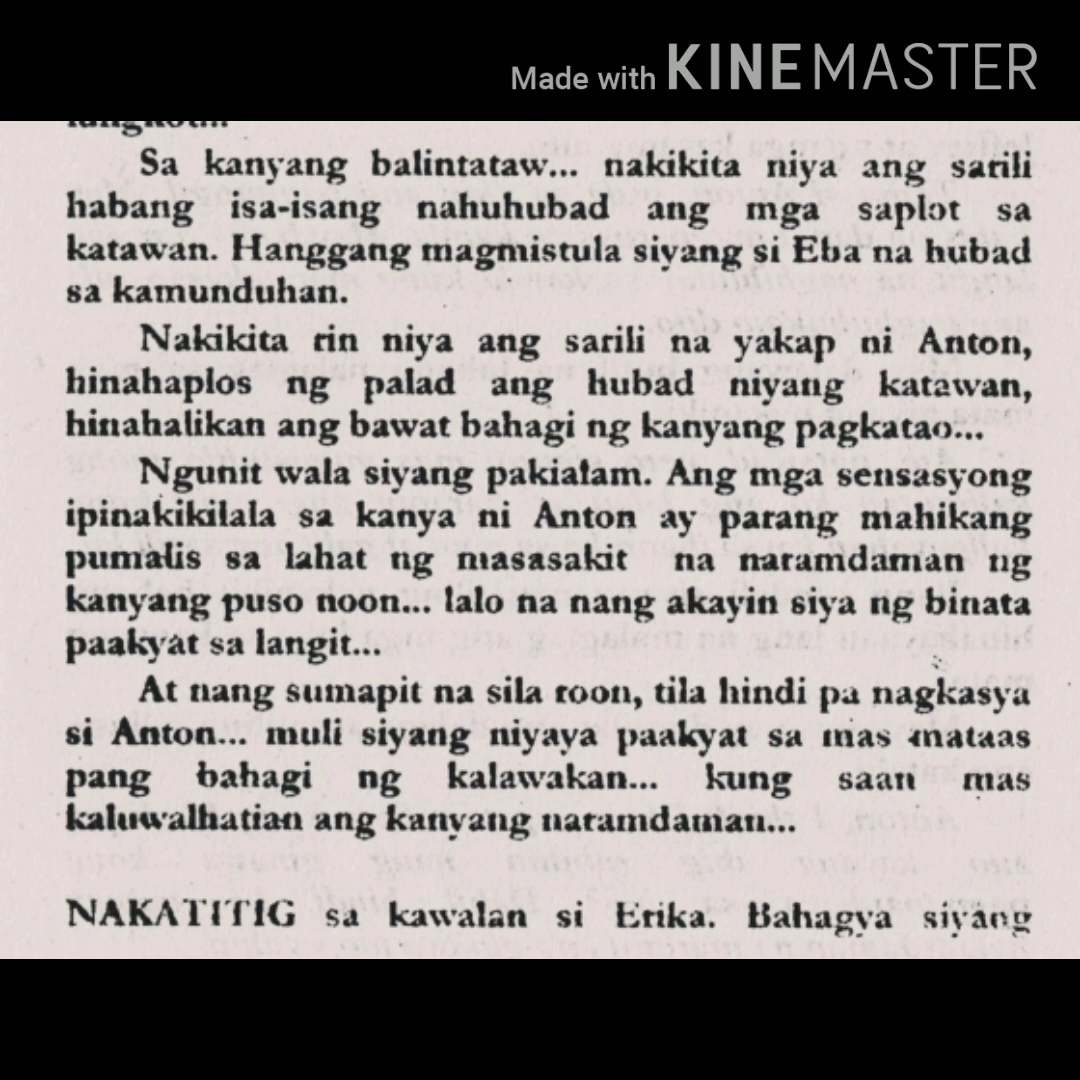 Made with KINEMASTER
Sa kanyang balintataw... nakikita niya ang sarili
habang isa-isang nahuhubad ang mga saplot sa
katawan. Hanggang magmistula siyang si Eba na hubad
sa kamunduhan.
Nakikita rin niya ang sarili na yakap ni Anton,
hinahaplos ng palad ang hubad niyang katawan,
hinahalikan ang bawat bahagi ng kanyang pagkatao...
Ngunit wala siyang pakialam. Ang mga sensasyong
ipinakikilala sa kanya ni Anton ay parang mahikang
pumalis sa lahat ng masasakit na naramdaman ng
kanyang puso noon... lalo na nang akayin siya ng binata
paakyat sa langit...
At nang sumapit na sila roon, tila hindi pa nagkasya
si Anton... muli siyang niyaya paakyat sa mas mataas
pang bahagi ng kalawakan... kung saan mas
kaluwalhatian ang kanyang naramdaman...
NAKATITIG sa kawalan si Erika. Bahagya siyang